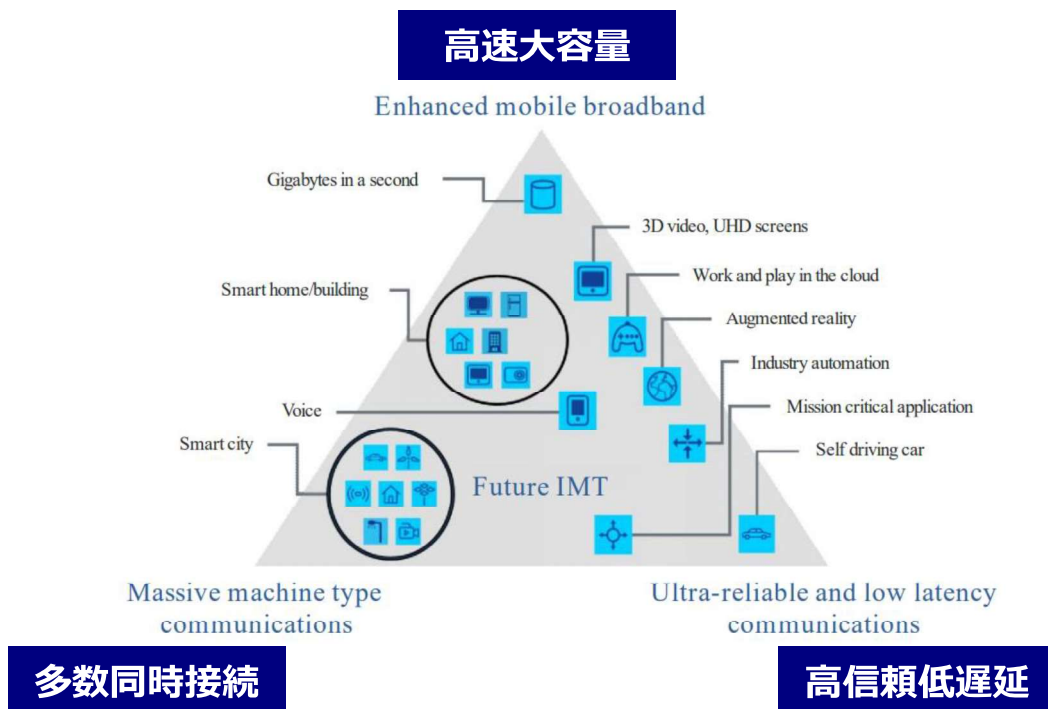 高速大容量
Enhanced mobile broadband
Gigabytes in a second
3D video, UHD screens
Work and play in the cloud
Smart home/building
Augmented reality
Industry automation
Voice
Mission critical application
Smart city
Self driving car
Future IMT
Massive machine type
communications
Ultra-reliable and low latency
communications
多数同時接続
高信頼低遅延